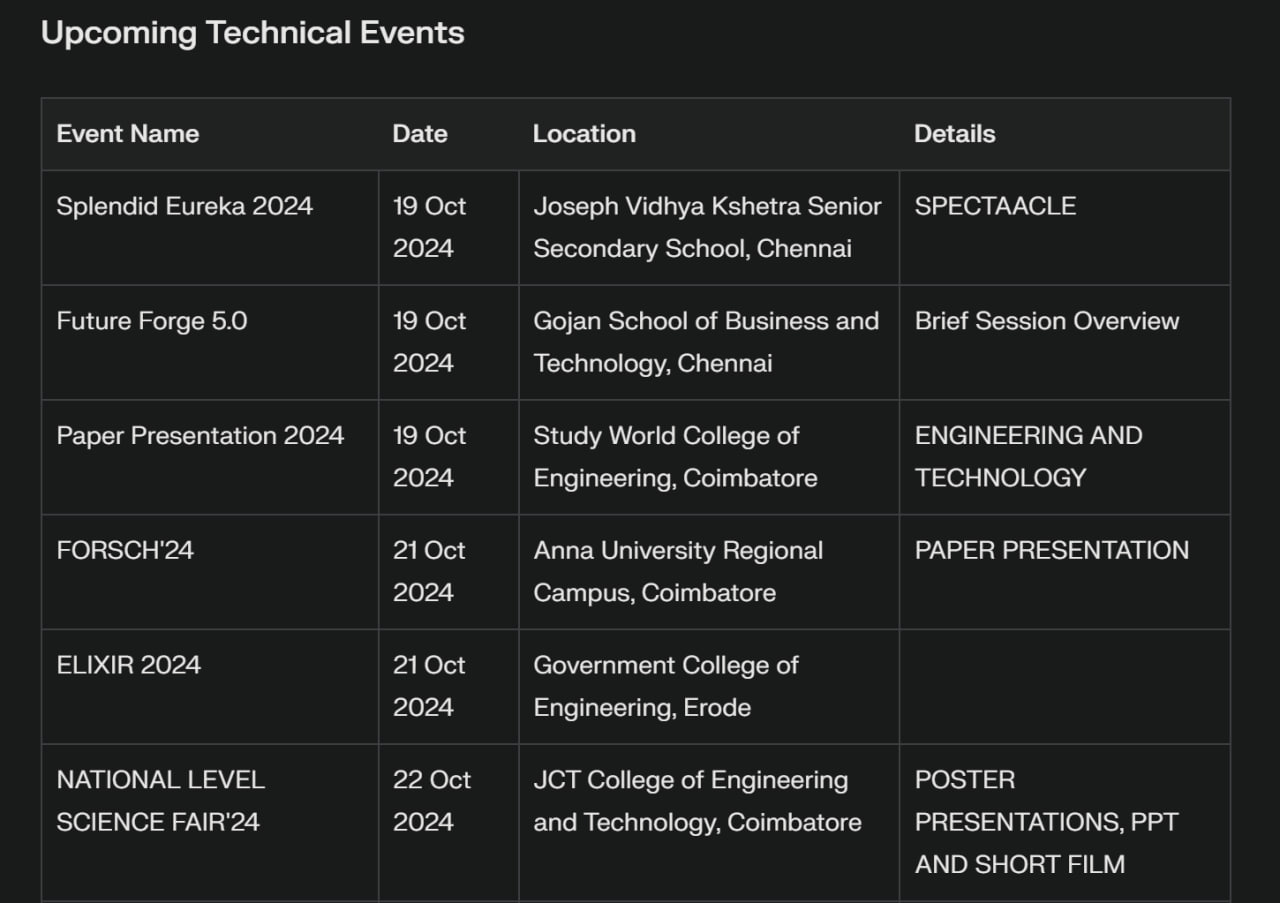 Upcoming Technical Events
Event Name Date Location Details
Splendid Eureka 2024 19 Oct Joseph Vidhya Kshetra Senior SPECTAACLE
2024 Secondary School, Chennai
Future Forge 5.0 19 Oct Gojan School of Business and Brief Session Overview
2024 Technology, Chennai
Paper Presentation 2024 19 Oct Study World College of ENGINEERING AND
2024 Engineering, Coimbatore TECHNOLOGY
FORSCH'24 21 Oct Anna University Regional PAPER PRESENTATION
2024 Campus, Coimbatore
ELIXIR 2024 21 Oct Government College of
2024 Engineering, Erode
NATIONAL LEVEL 22 Oct JCT College of Engineering POSTER
SCIENCE FAIR'24 2024 and Technology, Coimbatore PRESENTATIONS, PPT
AND SHORT FILM